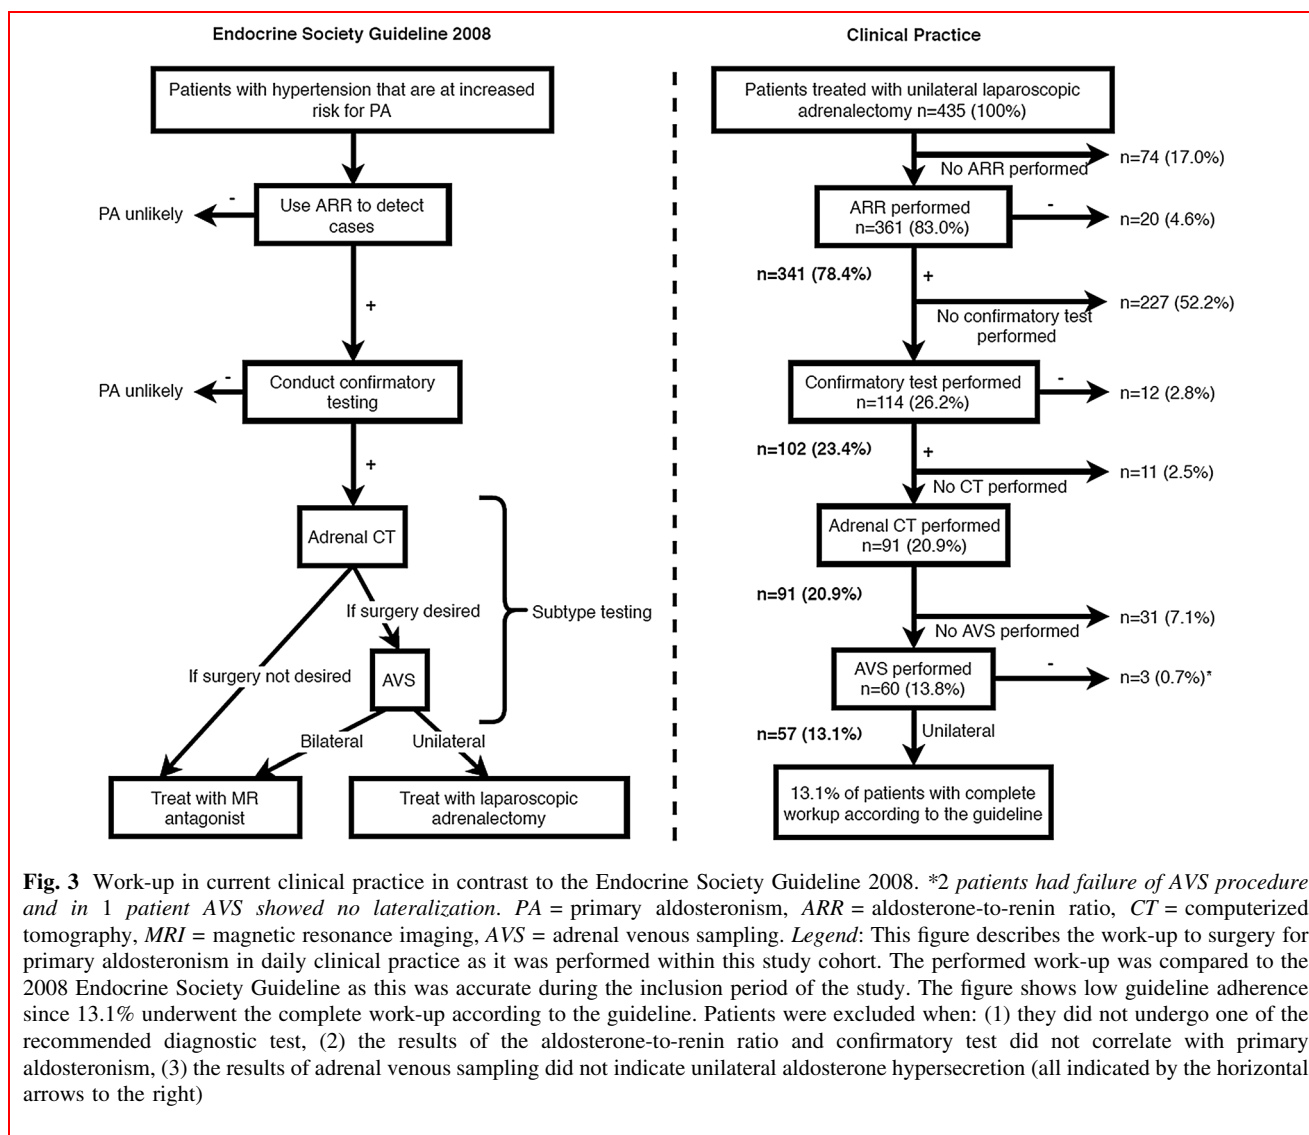 Endocrine Society Guideline 2008
Patients with hypertension that are at increased
risk for PA
PA unlikely
-
Use ARR to detect
cases
+
PA unlikely
-
Conduct confirmatory
testing
+
Adrenal CT
If surgery desired
Subtype testing
If surgery not desired
AVS
Bilateral
Unilateral
Treat with MR
antagonist
Treat with laparoscopic
adrenalectomy
Clinical Practice
Patients treated with unilateral laparoscopic
adrenalectomy n=435 (100%)
No ARR performed
n=74 (17.0%)
ARR performed
n=361 (83.0%)
-
n=20 (4.6%)
n=341 (78.4%)
+
No confirmatory test
performed
n=227 (52.2%)
Confirmatory test performed
n=114 (26.2%)
-
n=12 (2.8%)
n=102 (23.4%)
+
No CT performed
n=11 (2.5%)
Adrenal CT performed
n=91 (20.9%)
n=91 (20.9%)
No AVS performed
n=31 (7.1%)
AVS performed
n=60 (13.8%)
-
n=3 (0.7%)*
n=57 (13.1%)
Unilateral
13.1% of patients with complete
workup according to the guideline
Fig. 3 Work-up in current clinical practice in contrast to the Endocrine Society Guideline 2008. *2 patients had failure of AVS procedure
and in 1 patient AVS showed no lateralization. PA = primary aldosteronism, ARR = aldosterone-to-renin ratio, CT = computerized
tomography, MRI = magnetic resonance imaging, AVS = adrenal venous sampling. Legend: This figure describes the work-up to surgery for
primary aldosteronism in daily clinical practice as it was performed within this study cohort. The performed work-up was compared to the
2008 Endocrine Society Guideline as this was accurate during the inclusion period of the study. The figure shows low guideline adherence
since 13.1% underwent the complete work-up according to the guideline. Patients were excluded when: (1) they did not undergo one of the
recommended diagnostic test, (2) the results of the aldosterone-to-renin ratio and confirmatory test did not correlate with primary
aldosteronism, (3) the results of adrenal venous sampling did not indicate unilateral aldosterone hypersecretion (all indicated by the horizontal
arrows to the right)